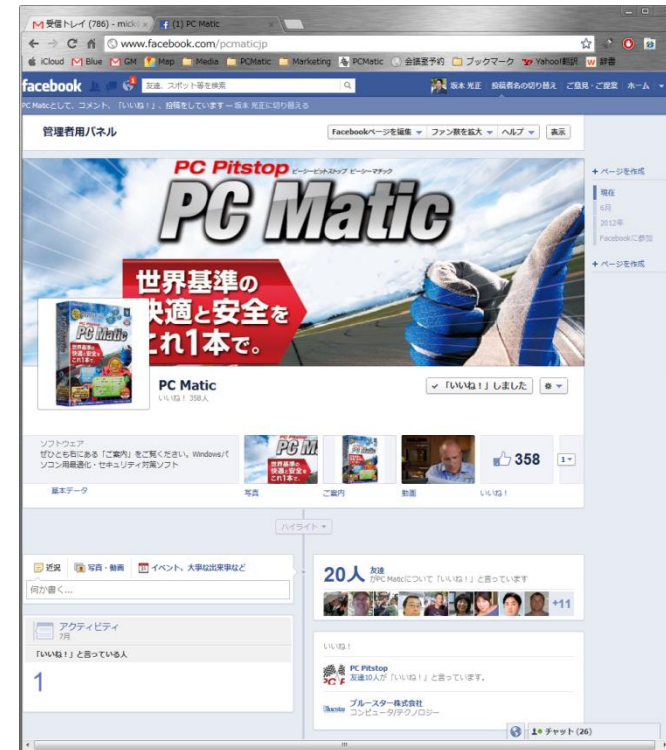 受信トレイ (786) - mick
(1) PC Matic
www.facebook.com/pcmaticjp
iCloud Blue GM Map Media PCMatic Marketing PCMatic 会議室予約 ブックマーク Yahoo!翻訳 辞書
facebook 友達、スポット等を検索 坂本 光正 投稿者名の切り替え ご意見・ご提案 ホーム
PC Maticとして、コメント、「いいね！」、投稿をしています — 坂本 光正に切り替える
管理者用パネル Facebookページを編集 ファン数を拡大 ヘルプ 表示
PC Pitstop ピーシーピットストップ ピーシーマチック
PC Matic
世界基準の
快適と安全を
これ1本で。
+ ページを作成
現在
6月
2012年
Facebookに参加
+ ページを作成
PC Pitstop
PC Matic
PC Matic
いいね！ 358人
「いいね！」しました
ソフトウェア
ぜひとも右にある「ご案内」をご覧ください。Windowsパ
ソコン用最適化・セキュリティ対策ソフト
基本データ
写真 ご案内 動画 いいね！
358
1
ハイライト
近況 写真・動画 イベント、大事な出来事など
何か書く...
アクティビティ
7月
「いいね！」と言っている人
1
20人 友達
がPC Maticについて「いいね！」と言っています
+11
いいね！
PC Pitstop
友達10人が「いいね！」と言っています。
ブルースター株式会社
コンピュータ/テクノロジー
チャット (26)